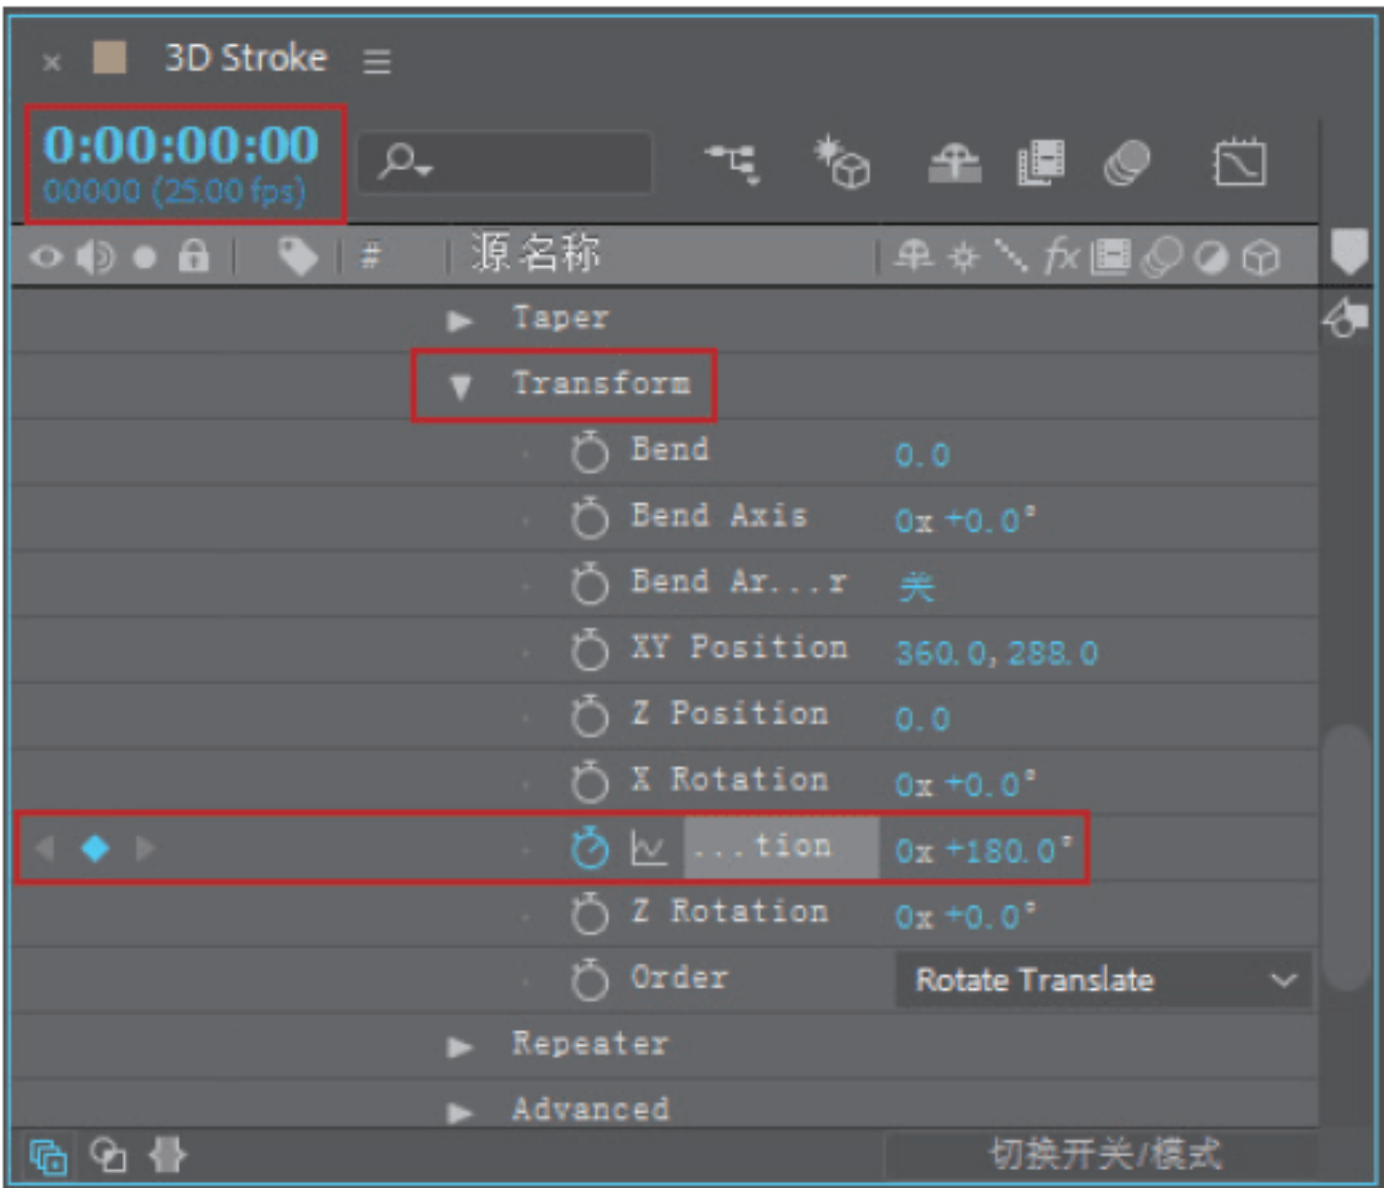 3D Stroke
0:00:00:00
00000 (25.00 fps)
# 源名称 fx
Taper
Transform
Bend 0.0
Bend Axis 0x +0.0°
Bend Ar...r 关
XY Position 360.0, 288.0
Z Position 0.0
X Rotation 0x +0.0°
...tion 0x +180.0°
Z Rotation 0x +0.0°
Order Rotate Translate
Repeater
Advanced
切换开关/模式